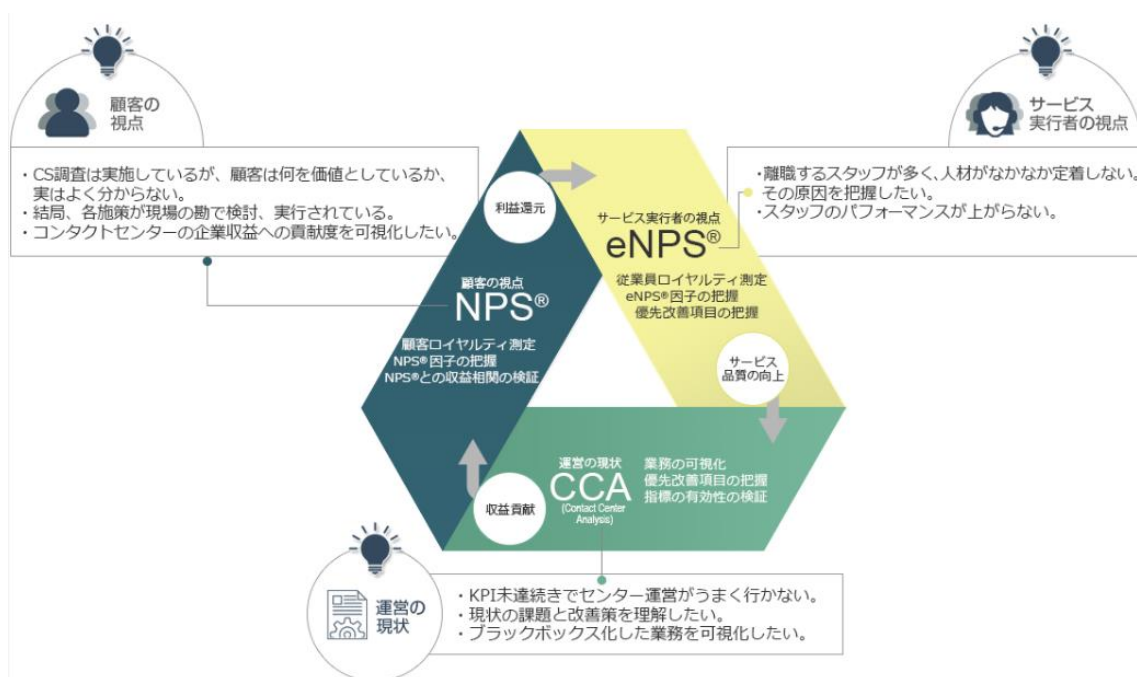 顧客の
視点
・CS調査は実施しているが、顧客は何を価値としているか、
実はよく分からない。
・結局、各施策が現場の勘で検討、実行されている。
・コンタクトセンターの企業収益への貢献度を可視化したい。
サービス
実行者の視点
・離職するスタッフが多く、人材がなかなか定着しない。
その原因を把握したい。
・スタッフのパフォーマンスが上がらない。
利益還元
サービス実行者の視点
eNPS®
従業員ロイヤルティ測定
eNPS®因子の把握
優先改善項目の把握
顧客の視点
NPS®
顧客ロイヤルティ測定
NPS®因子の把握
NPS®との収益相関の検証
サービス
品質の向上
運営の現状
CCA
(Contact Center
Analysis)
業務の可視化
優先改善項目の把握
指標の有効性の検証
収益貢献
運営の
現状
・KPI未達続きでセンター運営がうまく行かない。
・現状の課題と改善策を理解したい。
・ブラックボックス化した業務を可視化したい。